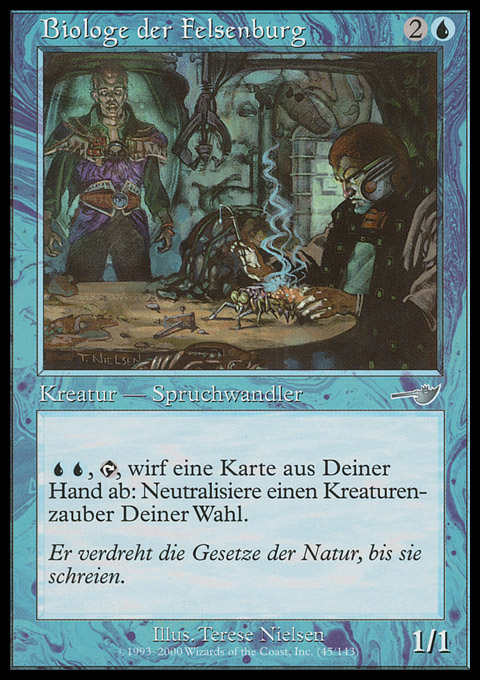 Biologe der Felsenburg 2
T. NIELSEN
Kreatur — Spruchwandler
, , wirf eine Karte aus Deiner
Hand ab: Neutralisiere einen Kreaturen-
zauber Deiner Wahl.
Er verdreht die Gesetze der Natur, bis sie
schreien.
Illus. Terese Nielsen
©1993-2000 Wizards of the Coast, Inc. (45/143)
1/1